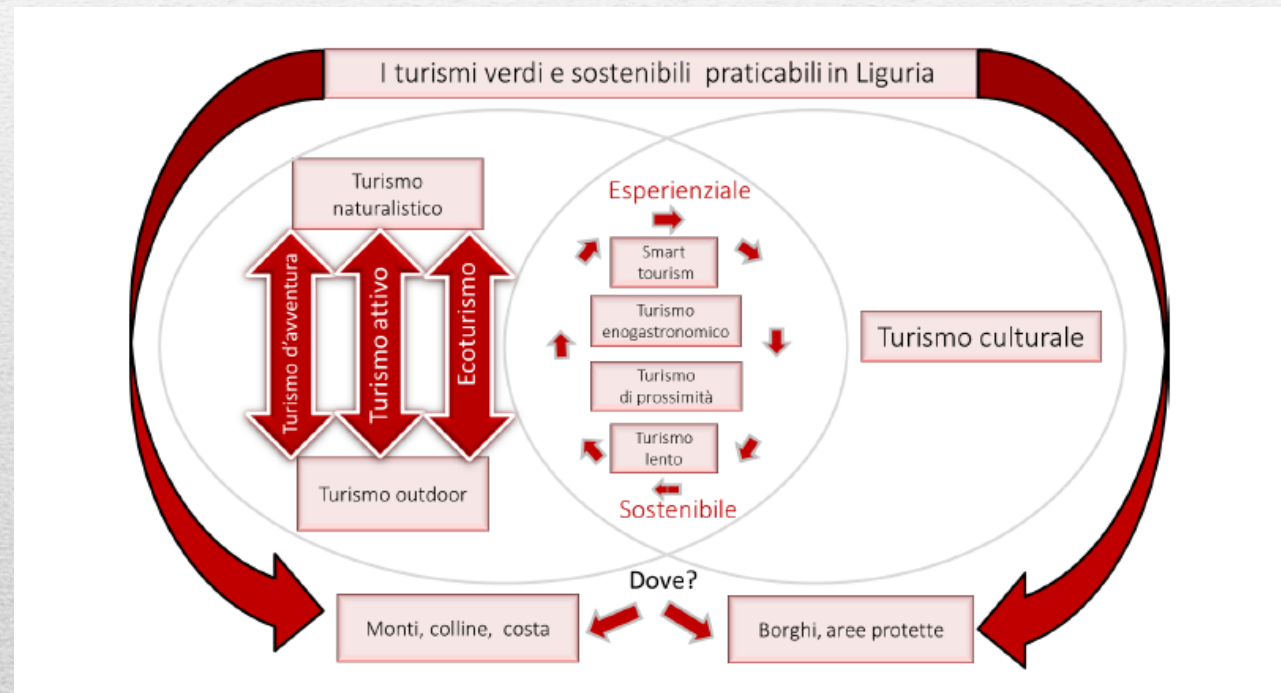 I turismi verdi e sostenibili praticabili in Liguria
Turismo
naturalistico
Turismo d'avventura
Turismo attivo
Ecoturismo
Turismo outdoor
Esperienziale
Smart
tourism
Turismo
enogastronomico
Turismo
di prossimità
Turismo
lento
Sostenibile
Turismo culturale
Dove?
Monti, colline, costa
Borghi, aree protette